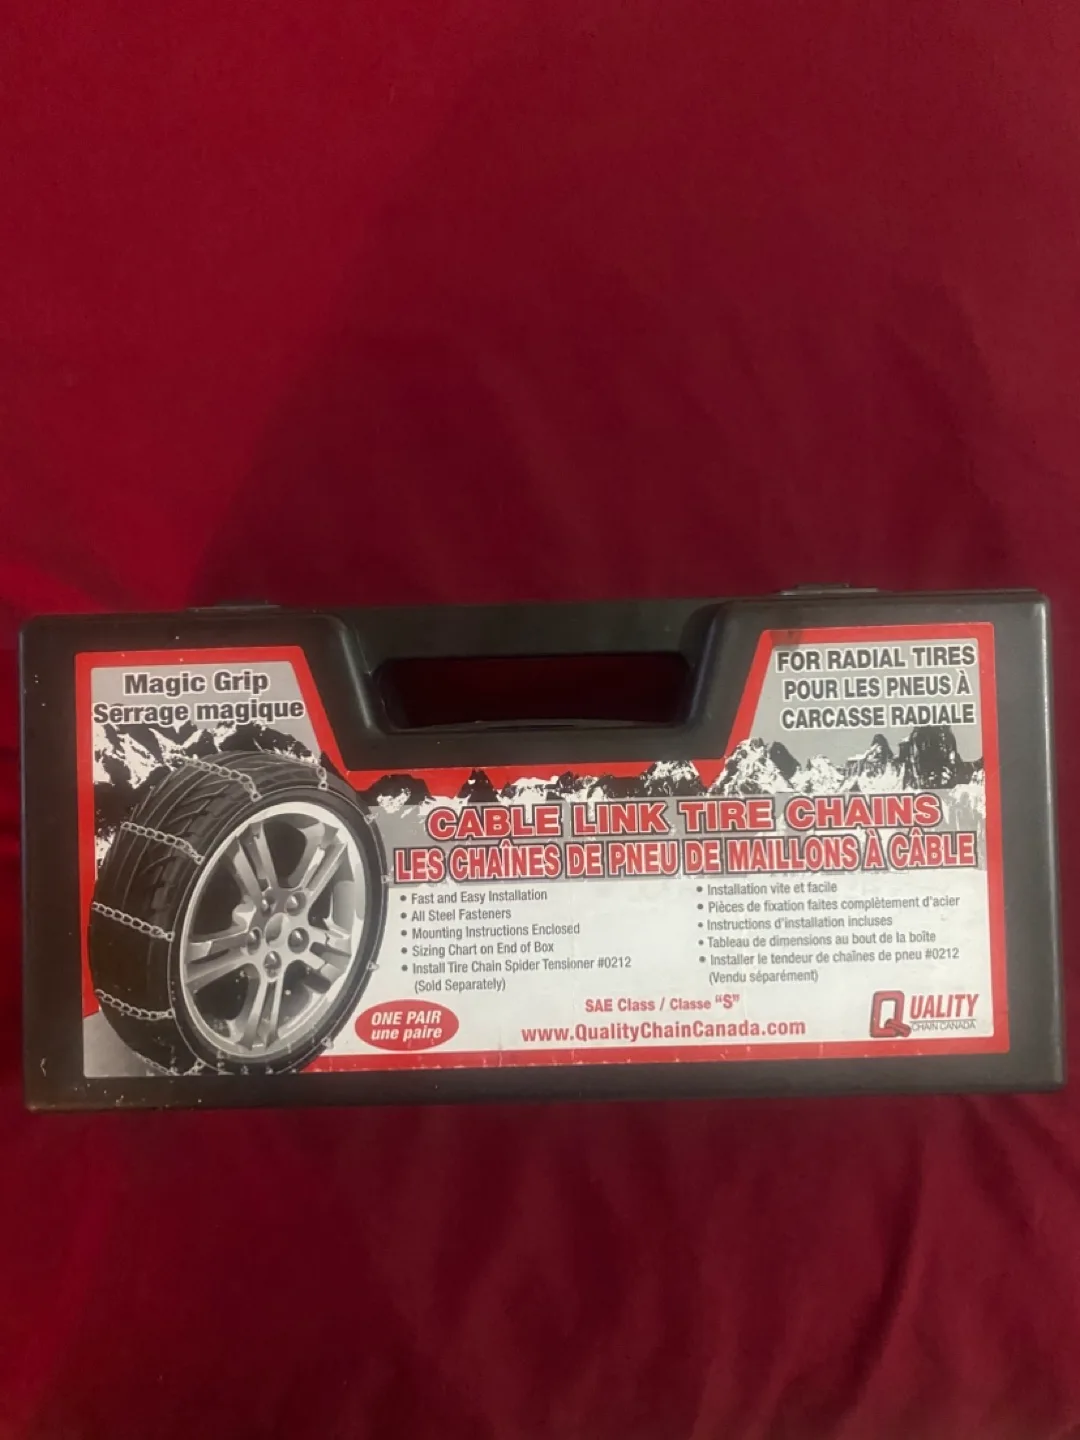 Magic Grip
Serrage magique
FOR RADIAL TIRES
POUR LES PNEUS À
CARCASSE RADIALE
CABLE LINK TIRE CHAINS
LES CHAÎNES DE PNEU DE MAILLONS À CÂBLE
• Fast and Easy Installation
• All Steel Fasteners
• Mounting Instructions Enclosed
• Sizing Chart on End of Box
• Install Tire Chain Spider Tensioner #0212
(Sold Separately)
• Installation vite et facile
• Pièces de fixation faites complètement d'acier
• Instructions d'installation incluses
• Tableau de dimensions au bout de la boîte
• Installer le tendeur de chaînes de pneu #0212
(Vendu séparément)
ONE PAIR
une paire
SAE Class / Classe "S"
www.QualityChainCanada.com
QUALITY
CHAIN CANADA